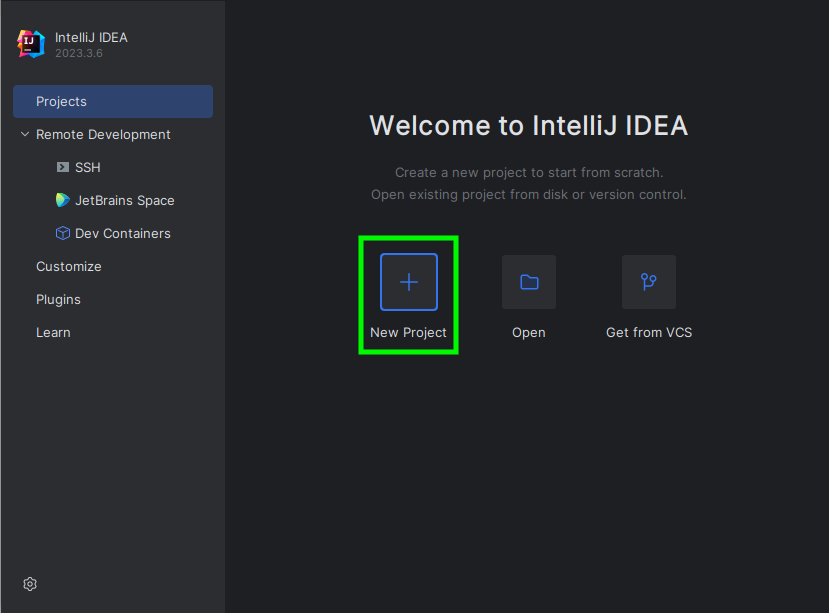 IJ
IntelliJ IDEA
2023.3.6
Projects
Remote Development
SSH
JetBrains Space
Dev Containers
Customize
Plugins
Learn
Welcome to IntelliJ IDEA
Create a new project to start from scratch.
Open existing project from disk or version control.
New Project
Open
Get from VCS